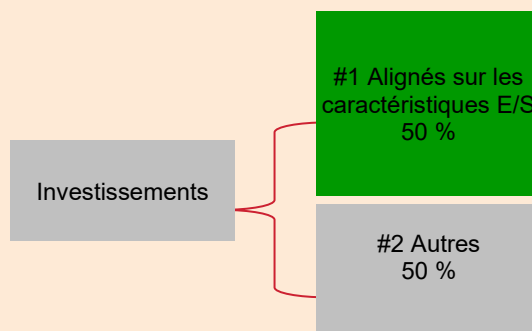 #1 Alignés sur les
caractéristiques E/S
50 %
Investissements
#2 Autres
50 %